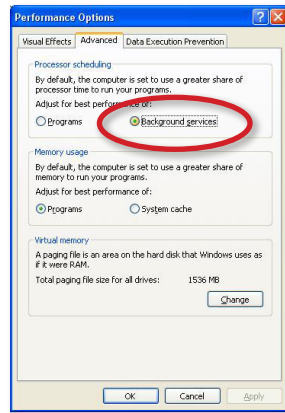 Performance Options
Visual Effects Advanced Data Execution Prevention
Processor scheduling
By default, the computer is set to use a greater share of
processor time to run your programs.
Adjust for best performance of:
Programs Background services
Memory usage
By default, the computer is set to use a greater share of
memory to run your programs.
Adjust for best performance of:
Programs System cache
Virtual memory
A paging file is an area on the hard disk that Windows uses as
if it were RAM.
Total paging file size for all drives: 1536 MB
Change
OK Cancel Apply